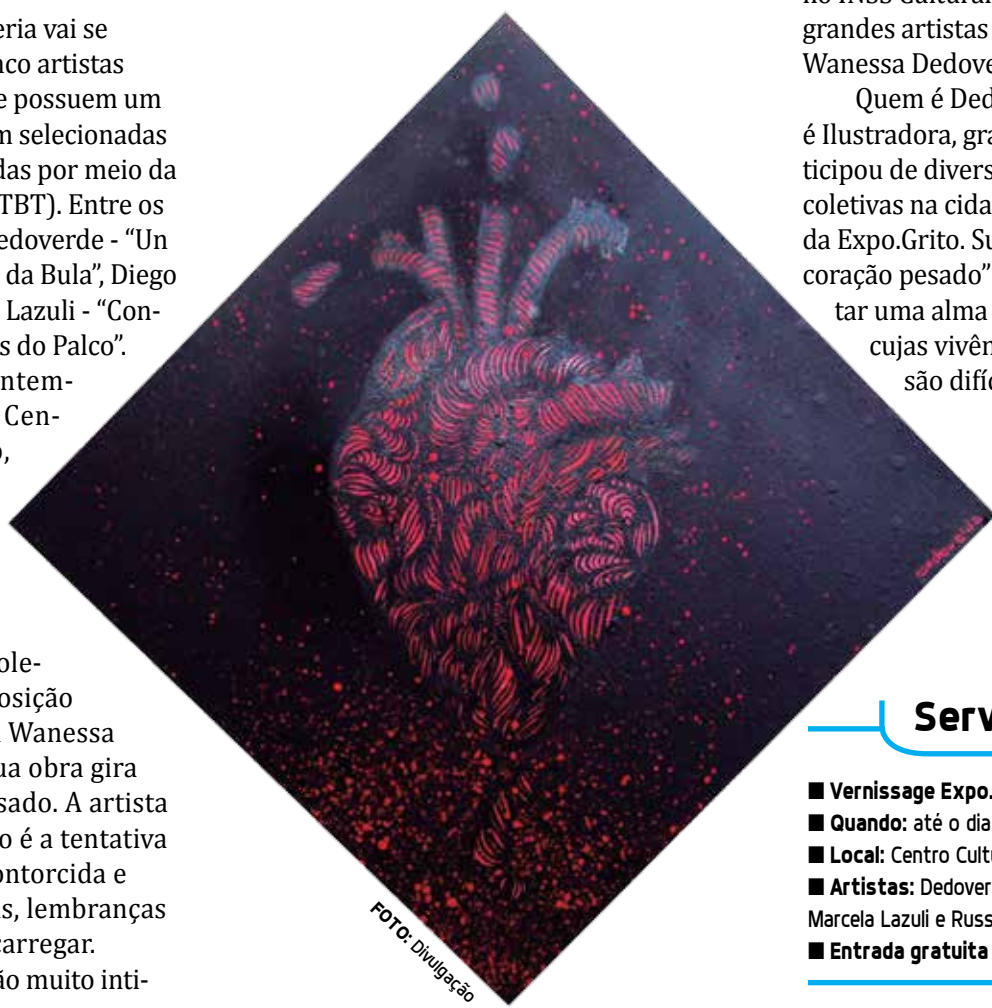 eria vai se
nco artistas
e possuem um
m selecionadas
das por meio da
TBT). Entre os
edoverde - “Un
da Bula”, Diego
Lazuli - “Con-
s do Palco”.
ntem-
Cen-
o,
ole-
osição
Wanessa
ua obra gira
sado. A artista
o é a tentativa
ontorcida e
s, lembranças
carregar.
ão muito inti-
FOTO: Divulgação
no INSS Cultural
grandes artistas
Wanessa Dedove
Quem é Ded
é Ilustradora, gra
ticipou de divers
coletivas na cida
da Expo.Grito. Su
coração pesado”
tar uma alma
cujas vivên
são difíc
Serv
■ Vernissage Expo.
■ Quando: até o dia
■ Local: Centro Cult
■ Artistas: Dedover
Marcela Lazuli e Russ
■ Entrada gratuita